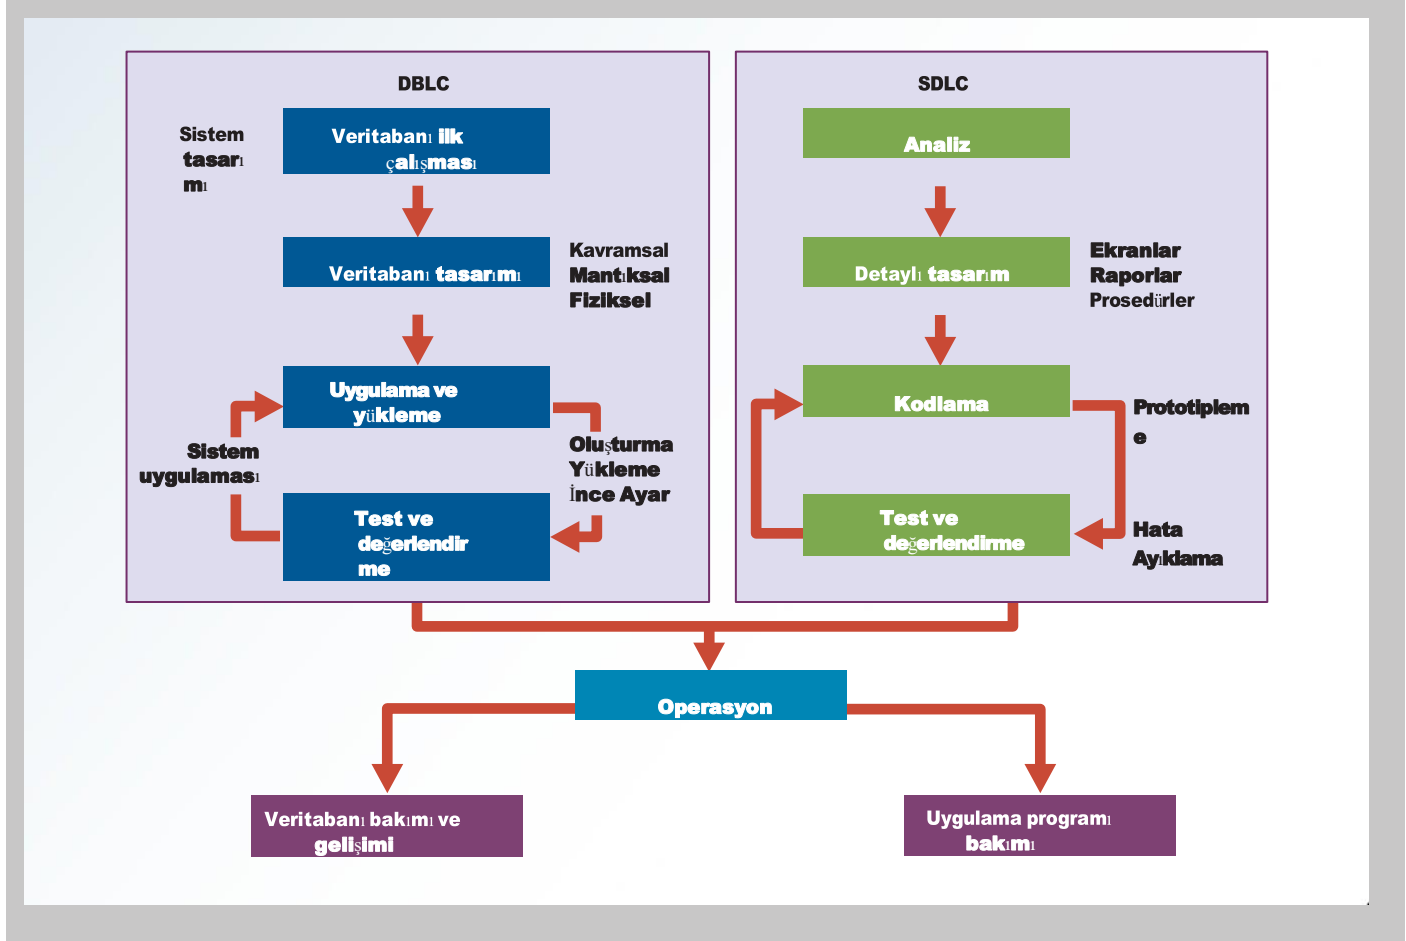 DBLC
Sistem
tasarı
mı
Veritabanı ilk
çalışması
Veritabanı tasarımı
Kavramsal
Mantıksal
Fiziksel
Uygulama ve
yükleme
Sistem
uygulaması
Oluşturma
Yükleme
İnce Ayar
Test ve
değerlendir
me
SDLC
Analiz
Detaylı tasarım
Ekranlar
Raporlar
Prosedürler
Kodlama
Prototiplem
e
Test ve
değerlendirme
Hata
Ayıklama
Operasyon
Veritabanı bakımı ve
gelişimi
Uygulama programı
bakımı